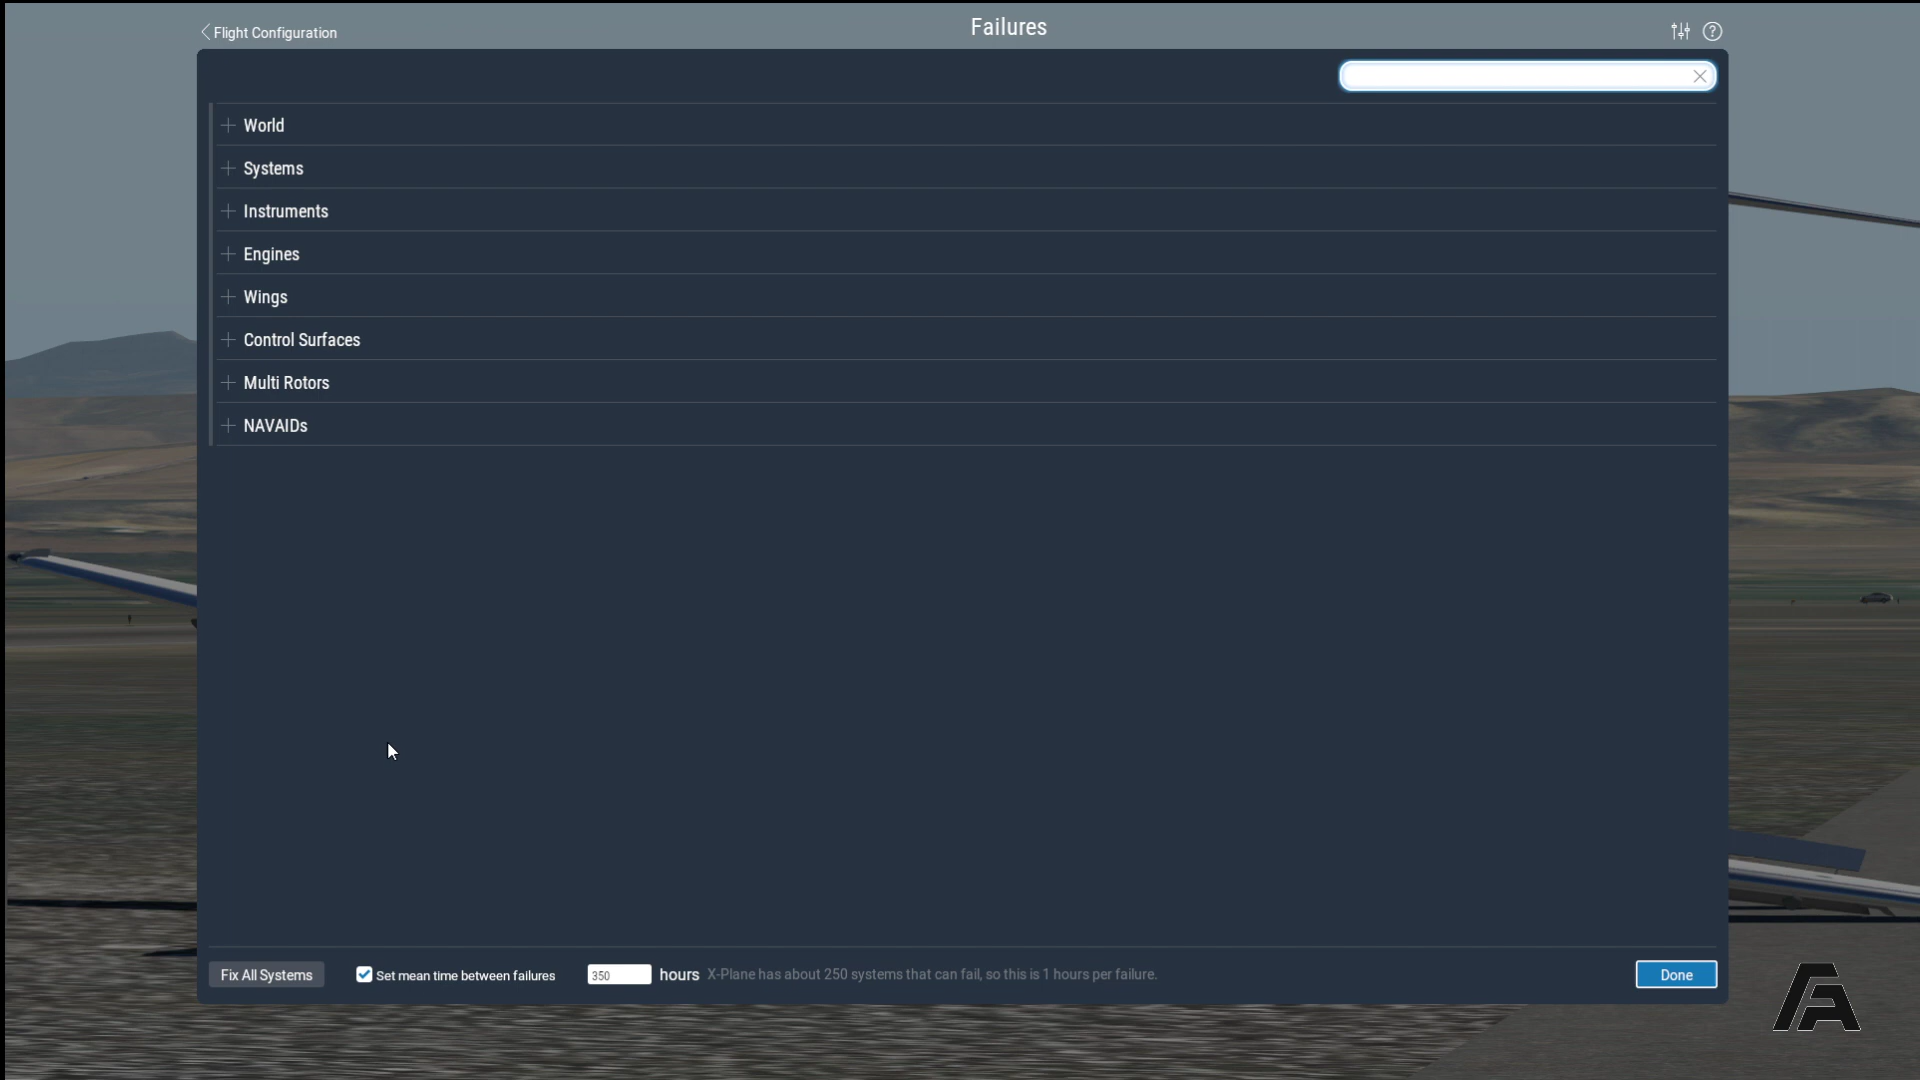 Flight Configuration
Failures
World
Systems
Instruments
Engines
Wings
Control Surfaces
Multi Rotors
NAVAIDs
Fix All Systems
Set mean time between failures
350
hours
X-Plane has about 250 systems that can fail, so this is 1 hours per failure.
Done